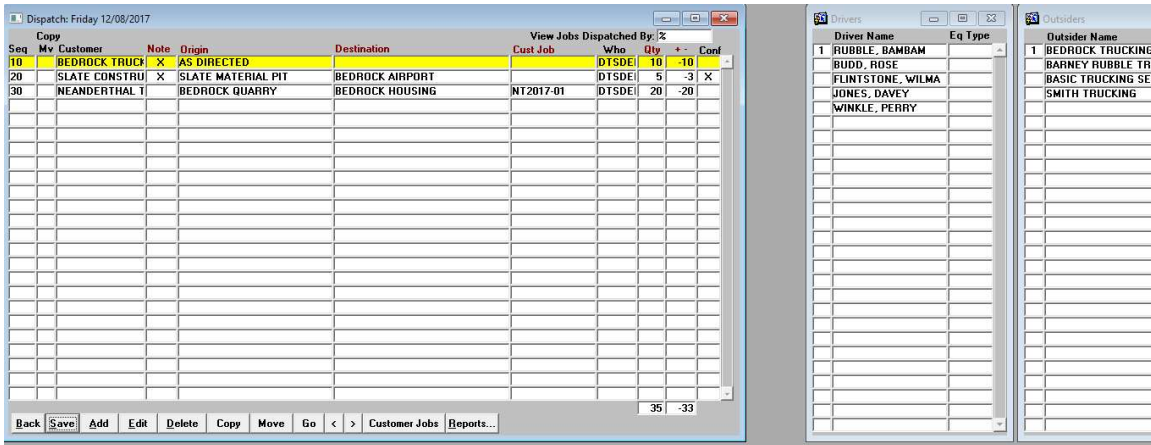 Dispatch: Friday 12/08/2017
Copy View Jobs Dispatched By: %
Seq Mv Customer Note Origin Destination Cust Job Who Qty + - Conf
10 BEDROCK TRUCK X AS DIRECTED DTSDE 10 -10
20 SLATE CONSTRU X SLATE MATERIAL PIT BEDROCK AIRPORT DTSDE 5 -3 X
30 NEANDERTHAL T BEDROCK QUARRY BEDROCK HOUSING NT2017-01 DTSDE 20 -20
35 -33
Back Save Add Edit Delete Copy Move Go < > Customer Jobs Reports...
Drivers
Driver Name Eq Type
1 RUBBLE, BAMBAM
BUDD, ROSE
FLINTSTONE, WILMA
JONES, DAVEY
WINKLE, PERRY
Outsiders
Outsider Name
1 BEDROCK TRUCKING
BARNEY RUBBLE TR
BASIC TRUCKING SE
SMITH TRUCKING